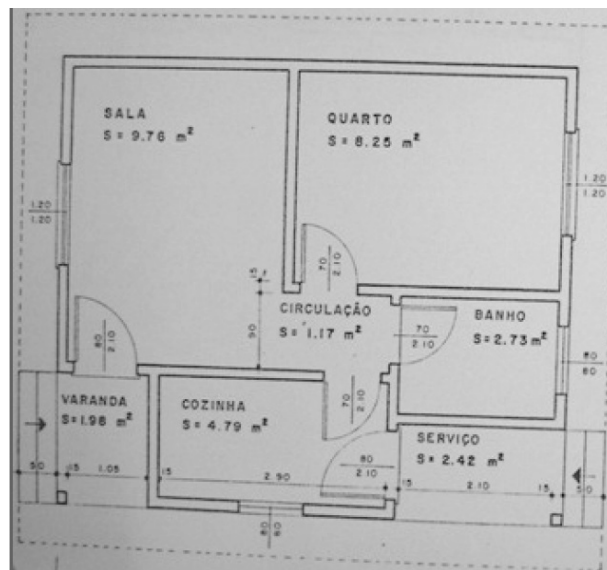 SALA
S = 9.76 m²
QUARTO
S = 8.25 m²
1.20
1.20
1.20
1.20
70
2.10
15
90
CIRCULAÇÃO
S = 1.17 m²
70
2.10
BANHO
S = 2.73 m²
80
2.10
80
80
70
2.10
VARANDA
S = 1.98 m²
COZINHA
S = 4.79 m²
SERVIÇO
S = 2.42 m²
80
2.10
50
15
1.05
15
2.90
15
2.10
15
50
80
60